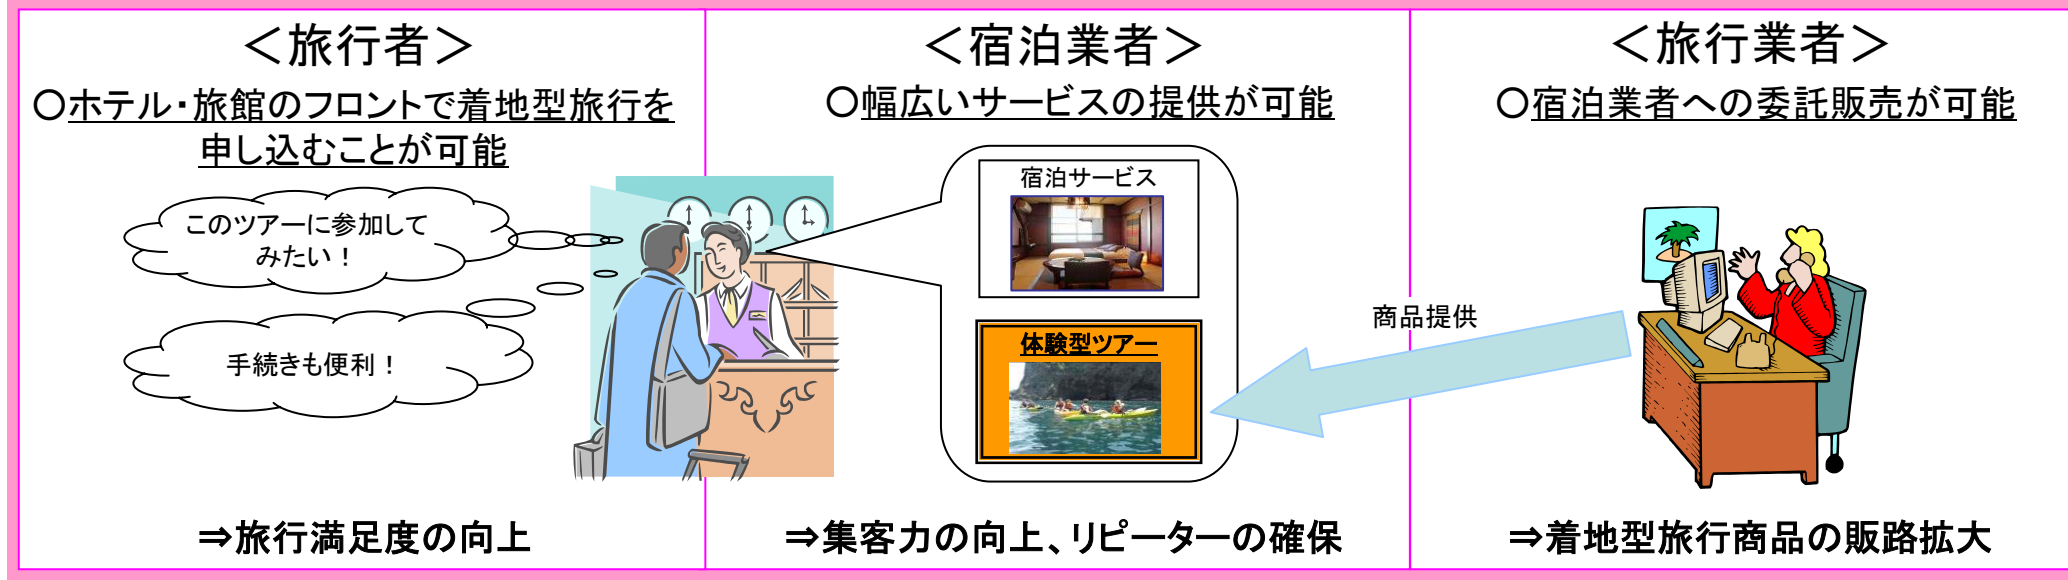 ＜旅行者＞
○ホテル・旅館のフロントで着地型旅行を
申し込むことが可能
このツアーに参加して
みたい！
手続きも便利！
⇒旅行満足度の向上
＜宿泊業者＞
○幅広いサービスの提供が可能
宿泊サービス
体験型ツアー
⇒集客力の向上、リピーターの確保
＜旅行業者＞
○宿泊業者への委託販売が可能
商品提供
⇒着地型旅行商品の販路拡大